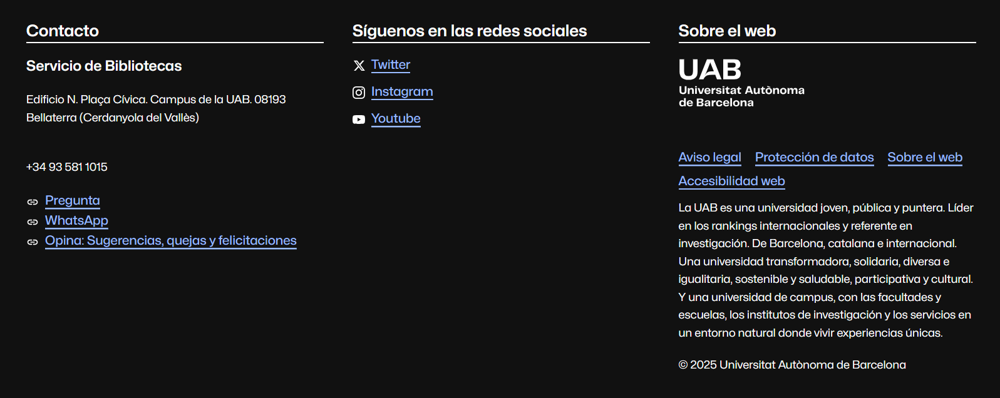 Contacto
Servicio de Bibliotecas
Edificio N. Plaça Cívica. Campus de la UAB. 08193
Bellaterra (Cerdanyola del Vallès)
+34 93 581 1015
Pregunta
WhatsApp
Opina: Sugerencias, quejas y felicitaciones
Síguenos en las redes sociales
Twitter
Instagram
Youtube
Sobre el web
UAB
Universitat Autònoma
de Barcelona
Aviso legal Protección de datos Sobre el web
Accesibilidad web
La UAB es una universidad joven, pública y puntera. Líder
en los rankings internacionales y referente en
investigación. De Barcelona, catalana e internacional.
Una universidad transformadora, solidaria, diversa e
igualitaria, sostenible y saludable, participativa y cultural.
Y una universidad de campus, con las facultades y
escuelas, los institutos de investigación y los servicios en
un entorno natural donde vivir experiencias únicas.
© 2025 Universitat Autònoma de Barcelona